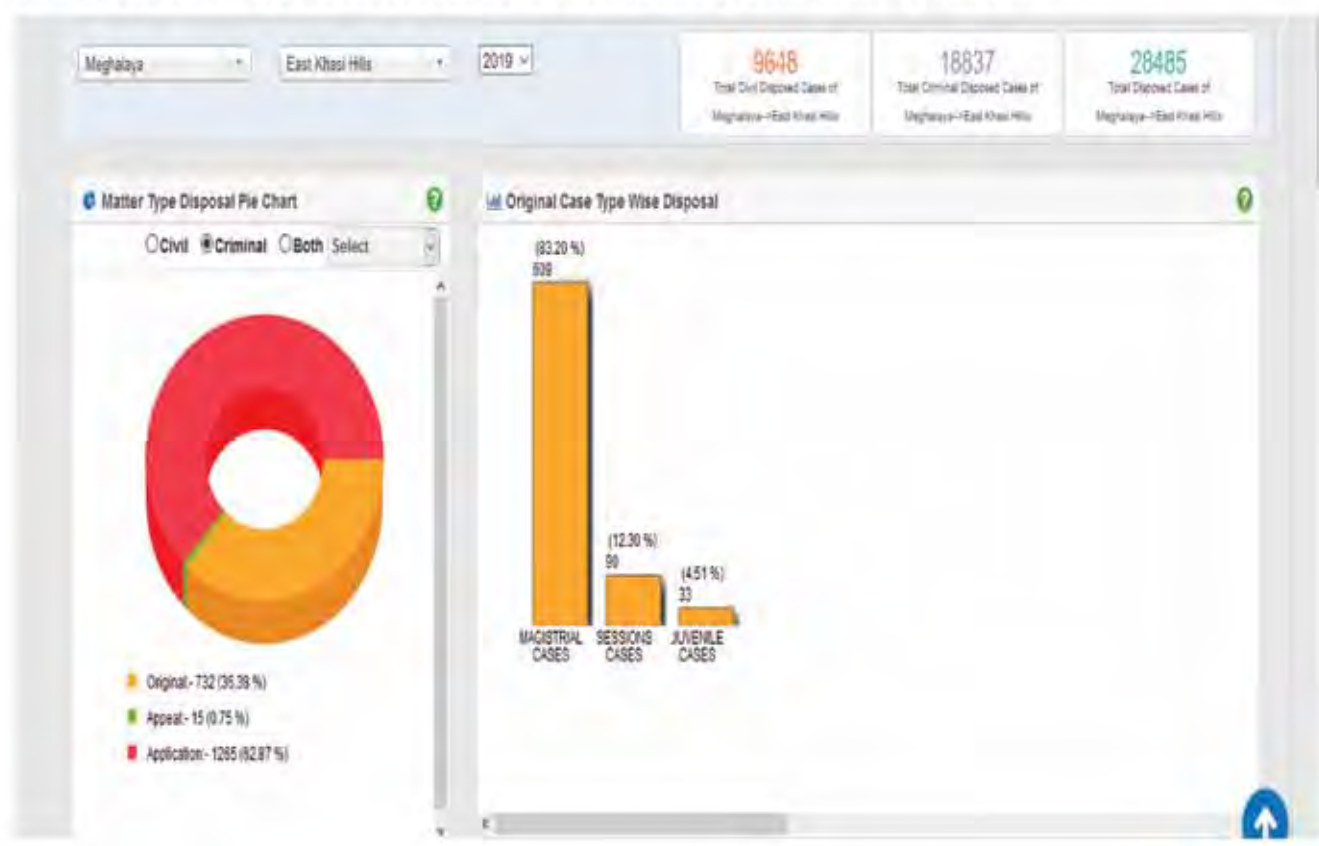 Meghalaya East Khasi Hills 2019
9648 18837 28485
Total Civil Disposed Cases of Total Criminal Disposed Cases of Total Disposed Cases of
Meghalaya->East Khasi Hills Meghalaya->East Khasi Hills Meghalaya->East Khasi Hills
Matter Type Disposal Pie Chart ?
Civil Criminal Both Select
Original:- 732 (36.38 %)
Appeal:- 15 (0.75 %)
Application:- 1265 (62.87 %)
Original Case Type Wise Disposal ?
(83.20 %)
609
(12.30 %)
90
(4.51 %)
33
MAGISTRIAL SESSIONS JUVENILE
CASES CASES CASES